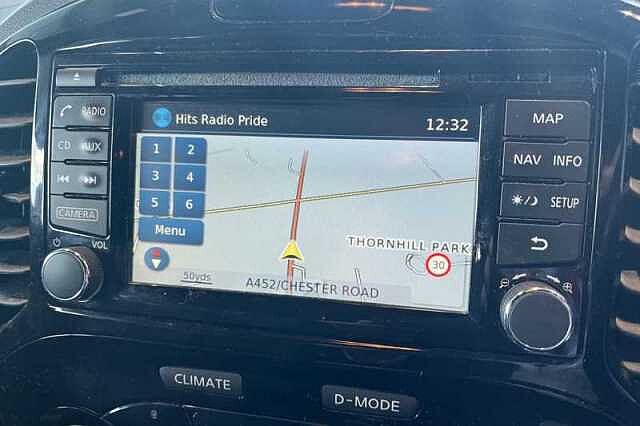 Hits Radio Pride
12:32
RADIO
CD AUX
CAMERA
VOL
MAP
NAV INFO
SETUP
1 2
3 4
5 6
Menu
50yds
THORNHILL PARK
30
A452/CHESTER ROAD
CLIMATE
D-MODE